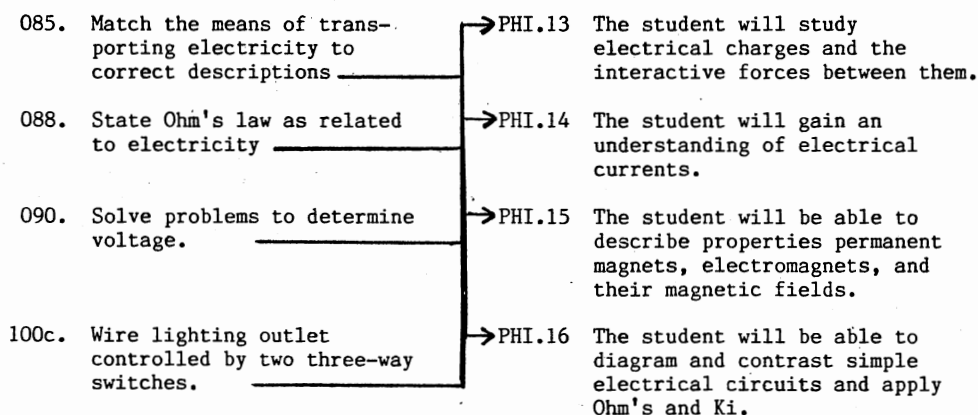 085. Match the means of trans-
porting electricity to
correct descriptions
088. State Ohm's law as related
to electricity
090. Solve problems to determine
voltage.
100c. Wire lighting outlet
controlled by two three-way
switches.
PHI.13 The student will study
electrical charges and the
interactive forces between them.
PHI.14 The student will gain an
understanding of electrical
currents.
PHI.15 The student will be able to
describe properties permanent
magnets, electromagnets, and
their magnetic fields.
PHI.16 The student will be able to
diagram and contrast simple
electrical circuits and apply
Ohm's and Ki.